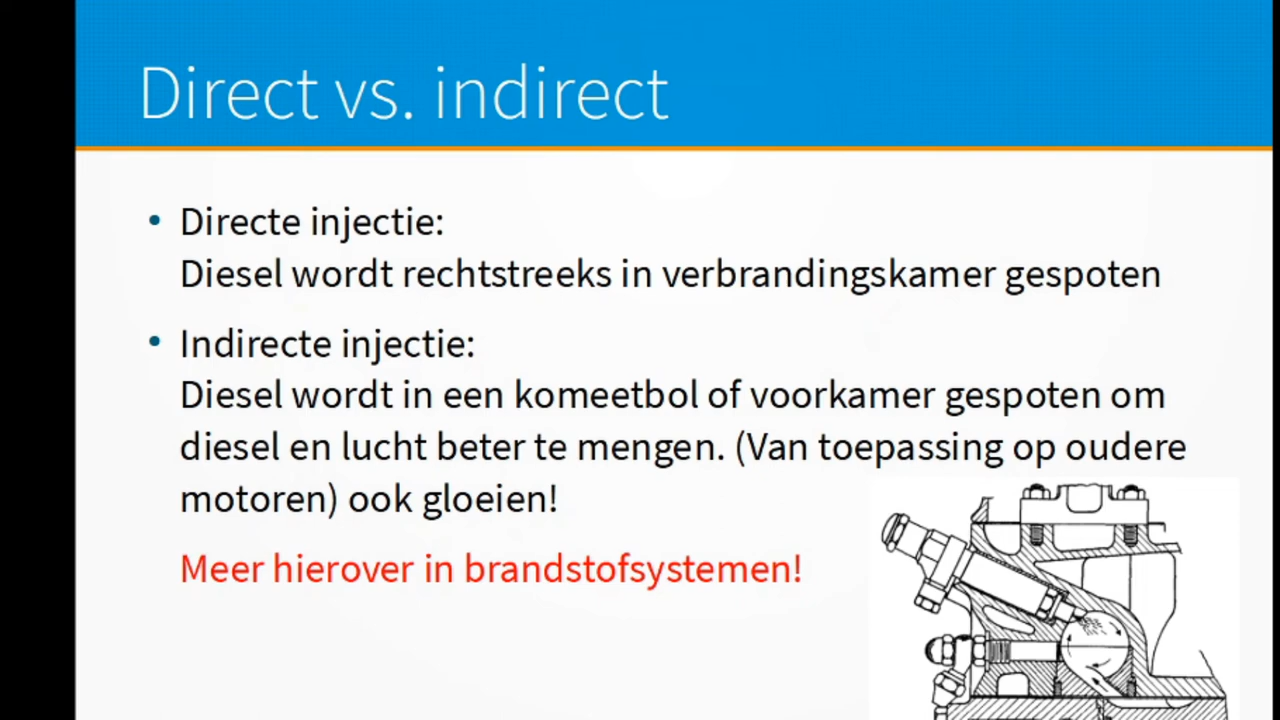 Direct vs. indirect
• Directe injectie:
Diesel wordt rechtstreeks in verbrandingskamer gespoten
• Indirecte injectie:
Diesel wordt in een komeetbol of voorkamer gespoten om
diesel en lucht beter te mengen. (Van toepassing op oudere
motoren) ook gloeien!
Meer hierover in brandstofsystemen!